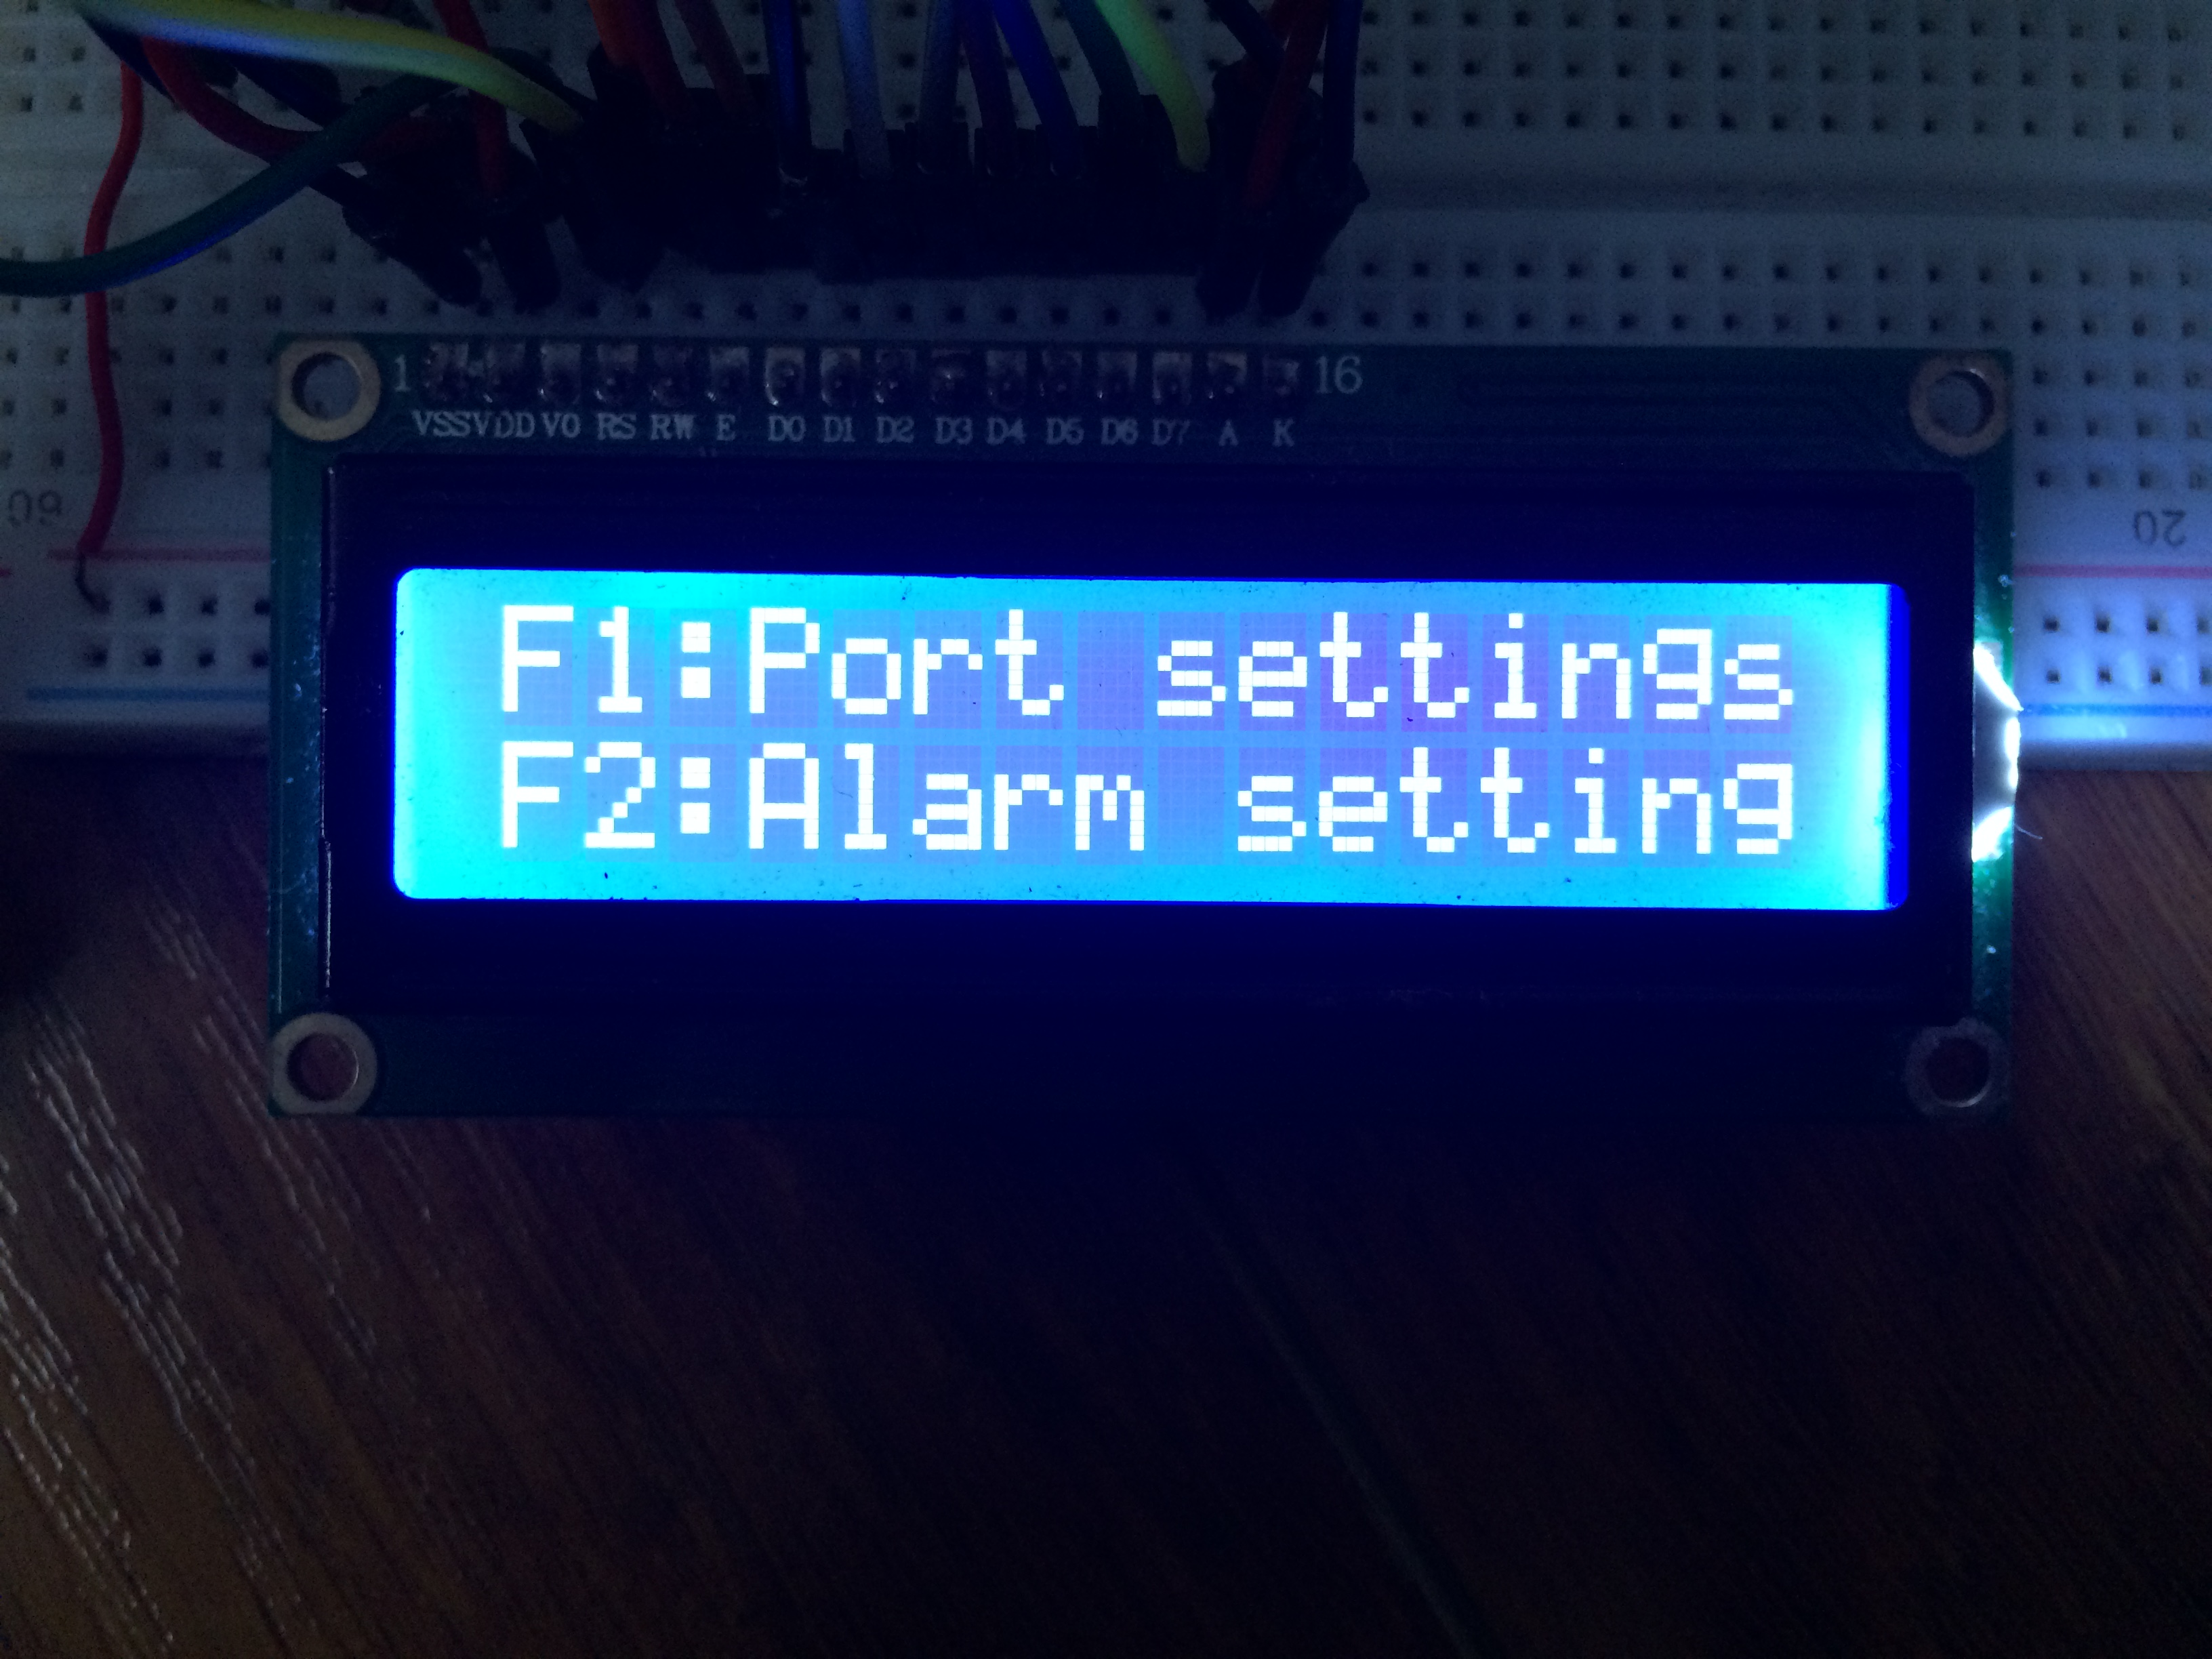 1 16
VSS VDD V0 RS RW E D0 D1 D2 D3 D4 D5 D6 D7 A K
F1:Port settings
F2:Alarm setting
20
60